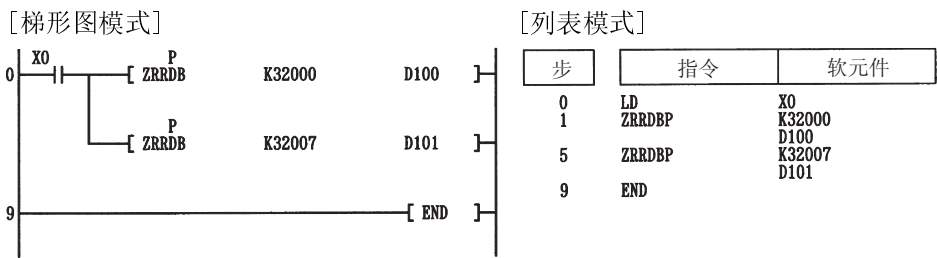 [梯形图模式]
X0
0
P
ZRRDB K32000 D100
P
ZRRDB K32007 D101
9
END
[列表模式]
步 指令 软元件
0 LD X0
1 ZRRDBP K32000
D100
5 ZRRDBP K32007
D101
9 END